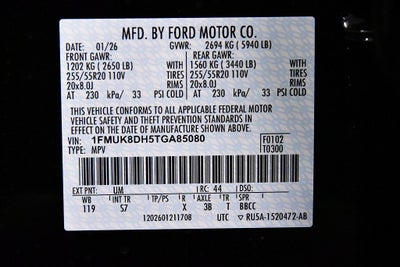 MFD. BY FORD MOTOR CO.
DATE: 01/26 GVWR: 2694 KG ( 5940 LB)
FRONT GAWR: REAR GAWR:
1202 KG ( 2650 LB) WITH 1560 KG ( 3440 LB) WITH
255/55R20 110V TIRES 255/55R20 110V TIRES
20x8.0J RIMS 20x8.0J RIMS
AT 230 kPa/ 33 PSI COLD AT 230 kPa/ 33 PSI COLD
THIS VEHICLE CONFORMS TO ALL APPLICABLE FEDERAL MOTOR
VEHICLE SAFETY AND THEFT PREVENTION STANDARDS IN EFFECT
ON THE DATE OF MANUFACTURE SHOWN ABOVE.
VIN: 1FMUK8DH5TGA85080 F0102
TYPE: MPV T0300
EXT PNT: UM RC: 44 DSO:
WB INT TR TP/PS R AXLE TR SPR
119 S7 X 3B T BBCC
1202601211708 UTC ▽ RU5A-1520472-AB